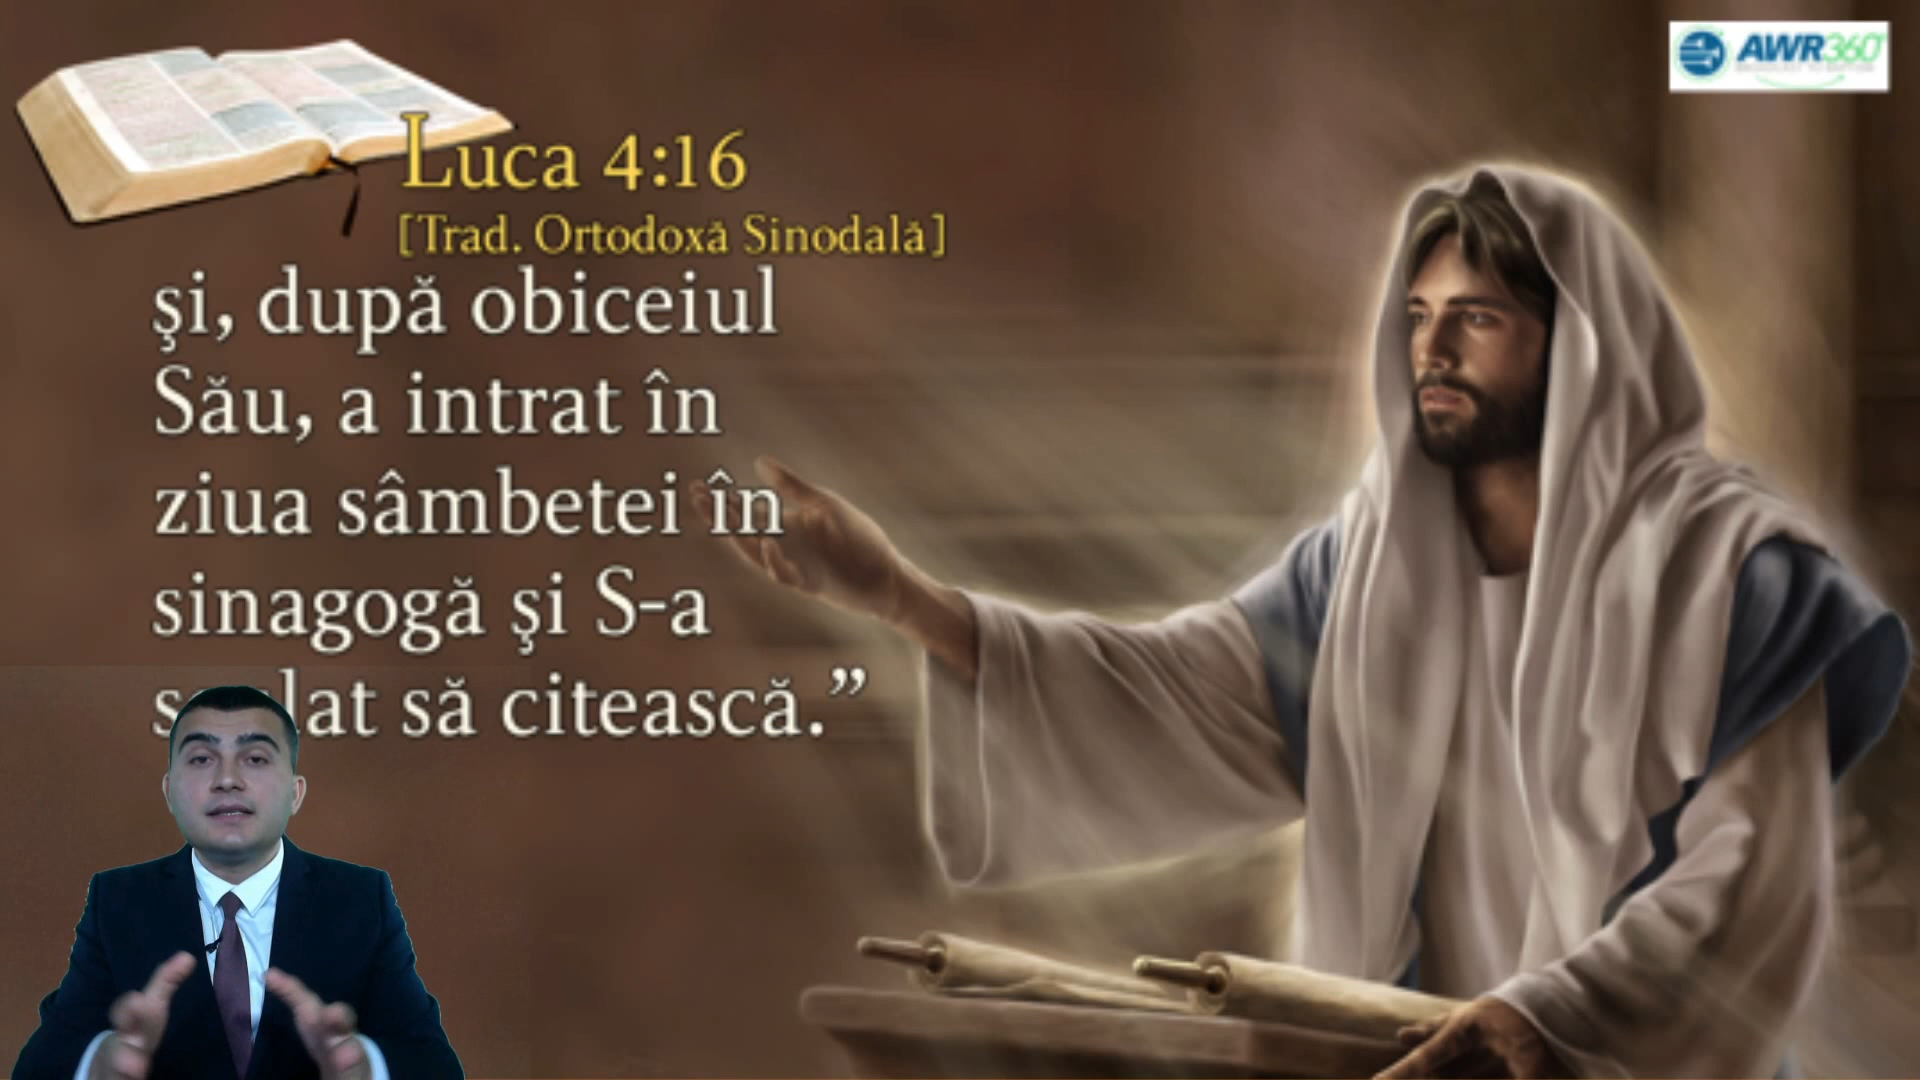 Luca 4:16
[Trad. Ortodoxă Sinodală]
şi, după obiceiul
Său, a intrat în
ziua sâmbetei în
sinagogă şi S-a
să citească.”
AWR360°